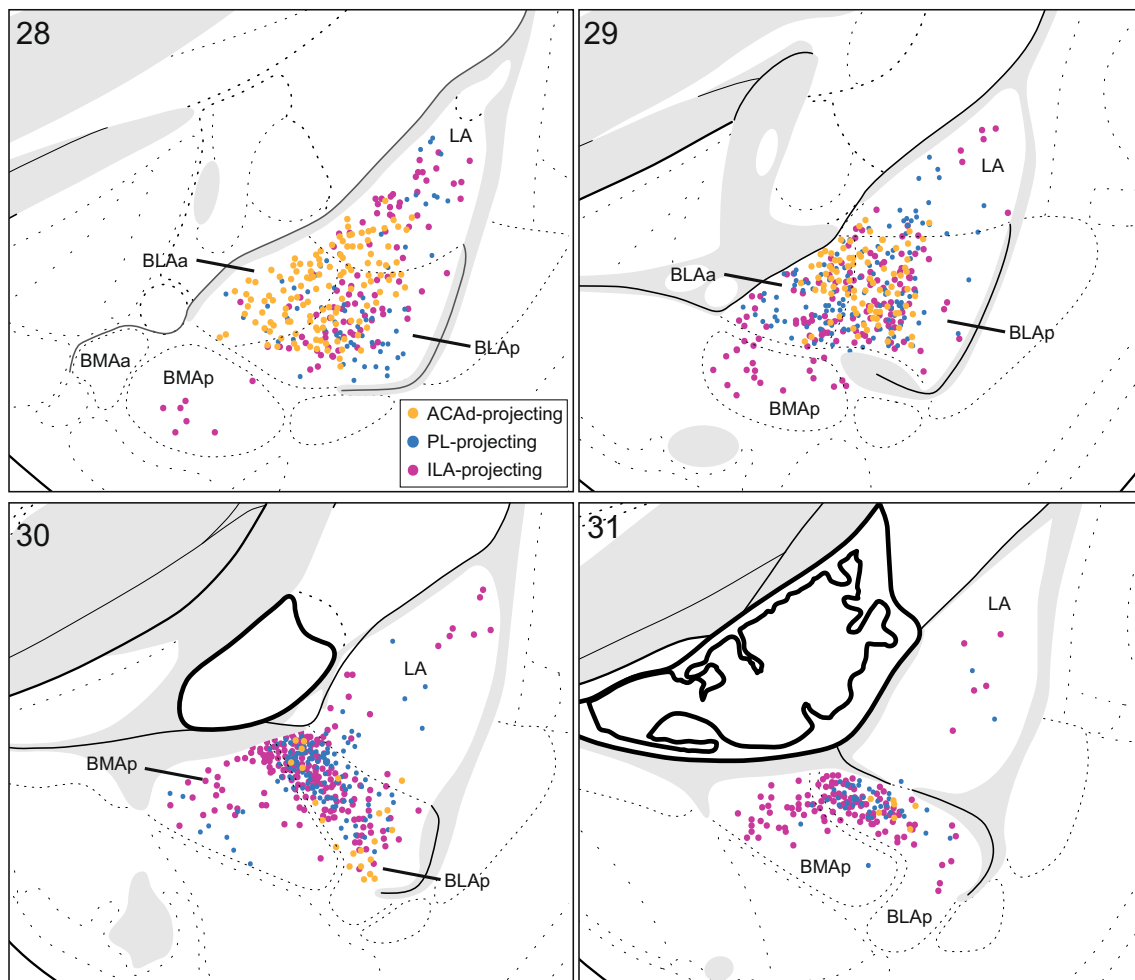 28
LA
BLAa
BLAp
BMAa
BMAp
ACAd-projecting
PL-projecting
ILA-projecting
29
LA
BLAa
BLAp
BMAp
30
LA
BMAp
BLAp
31
LA
BMAp
BLAp